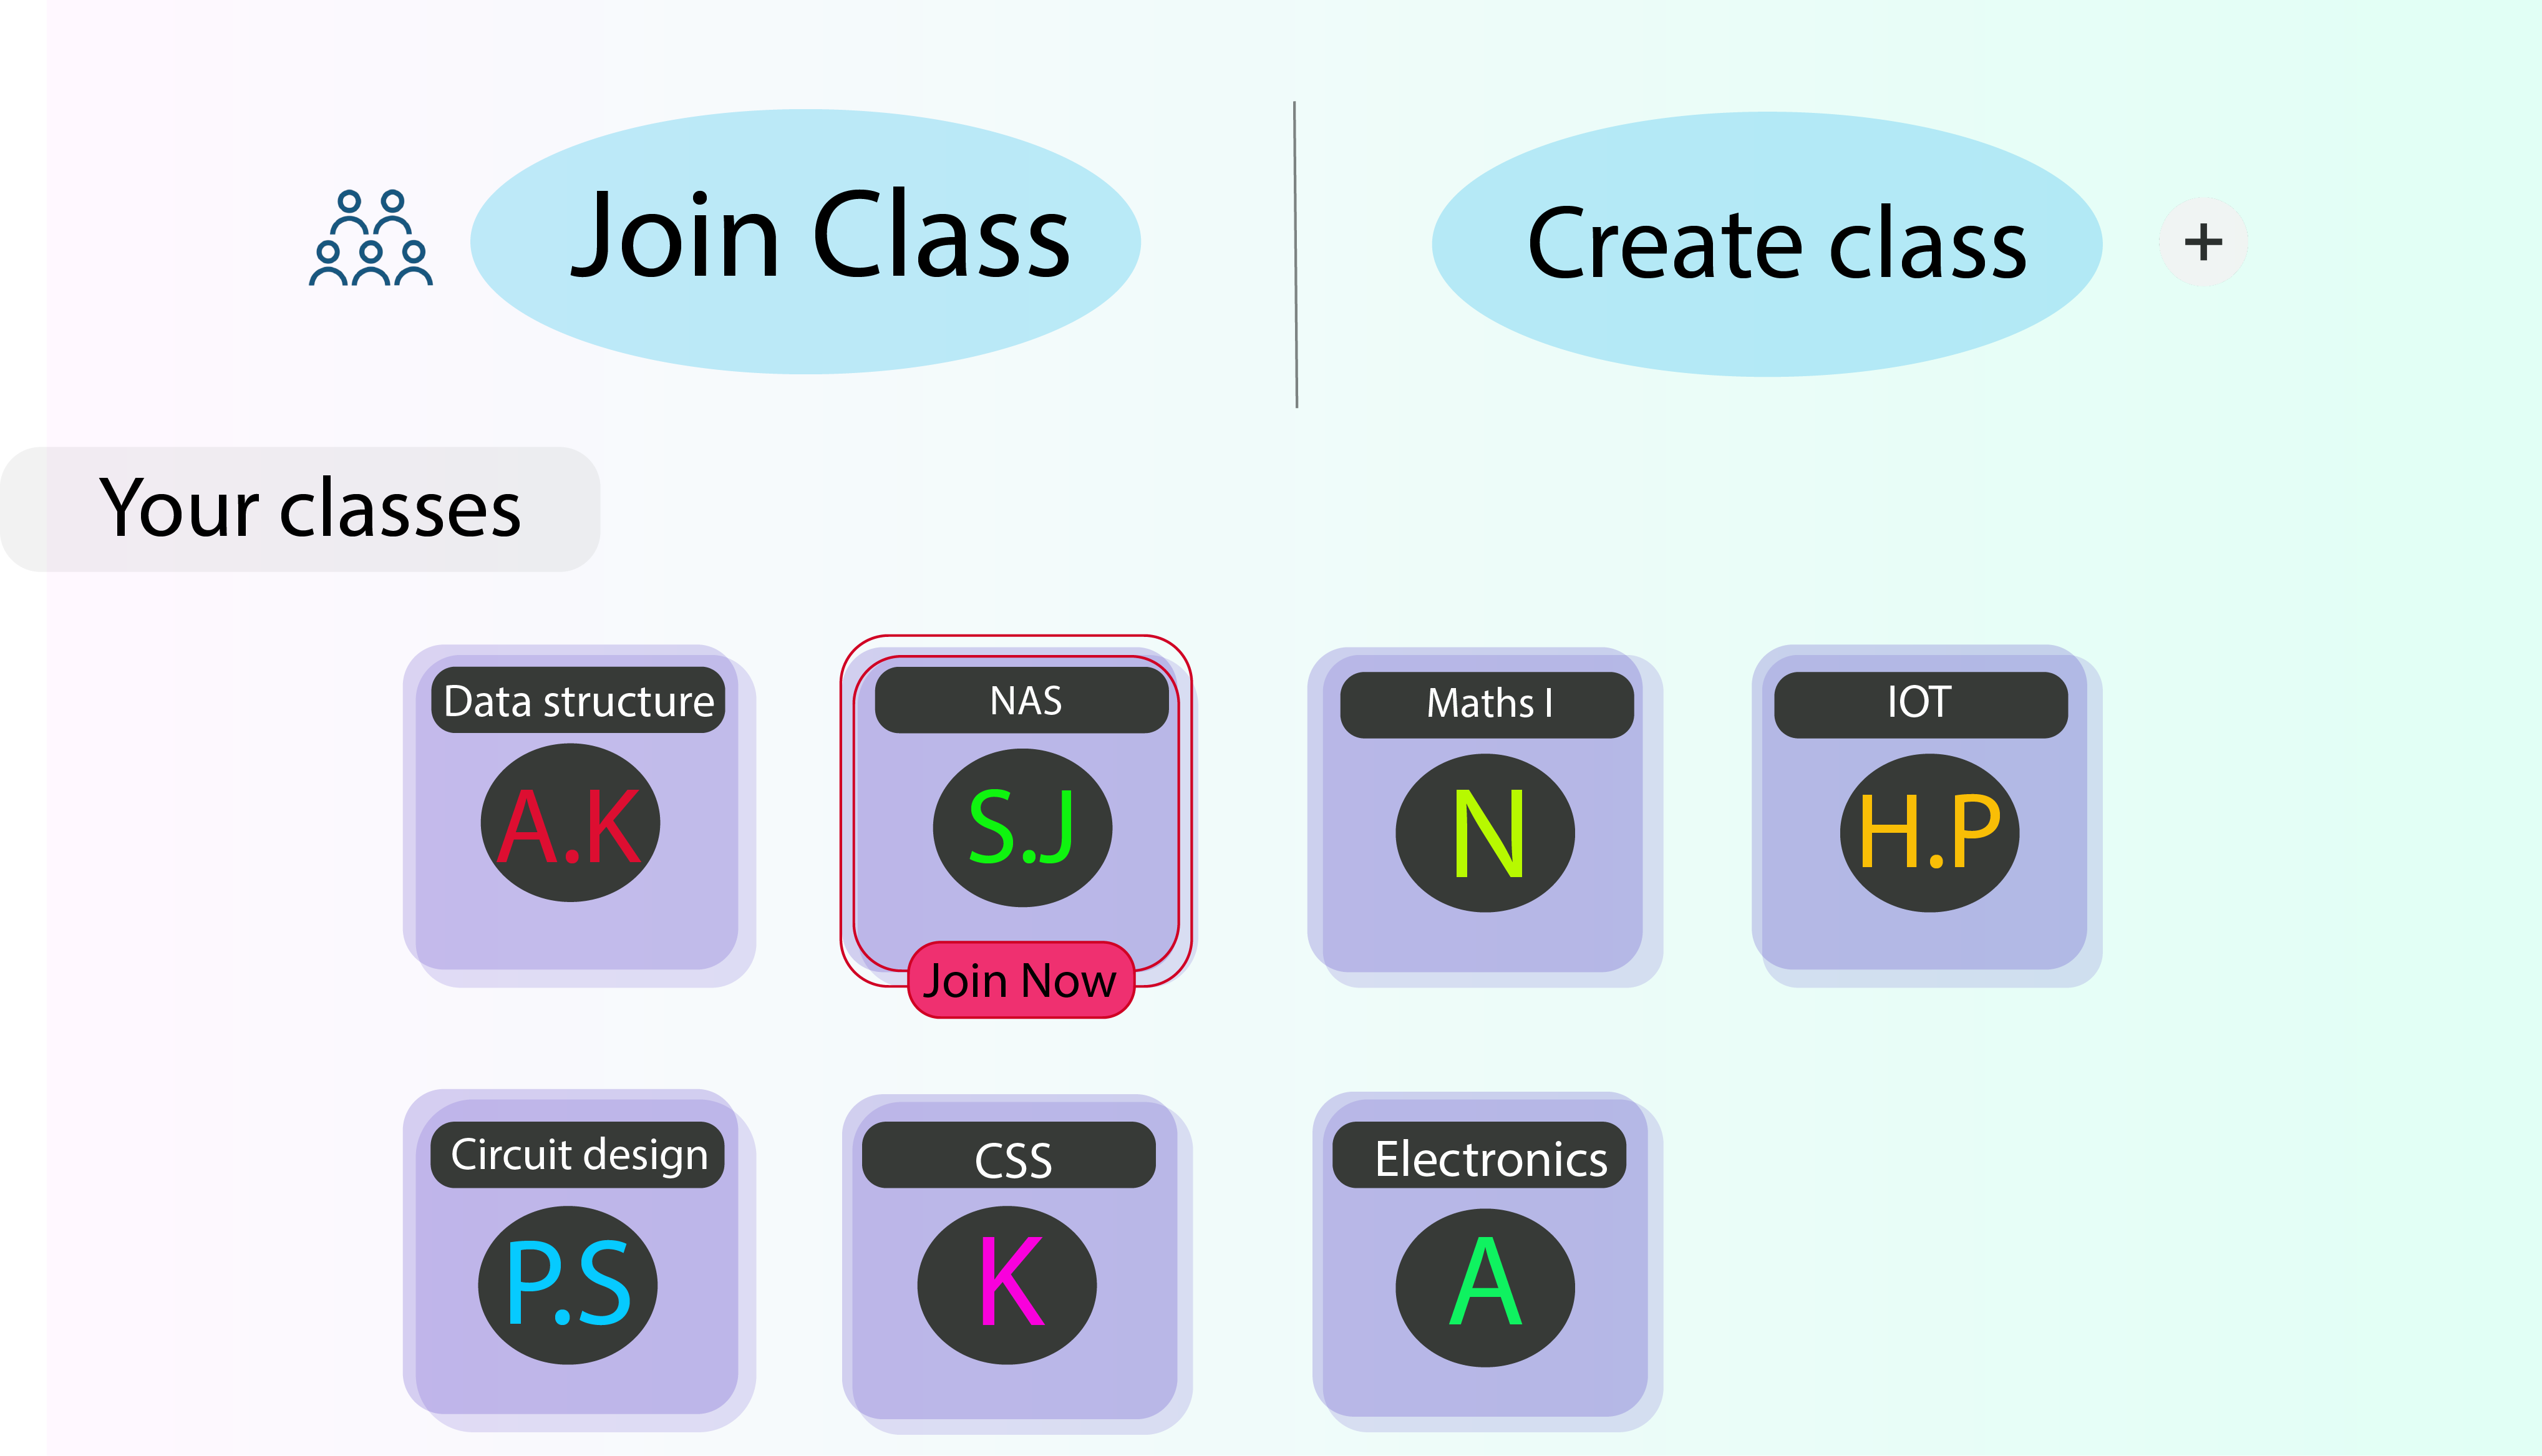 Join Class
Create class
+
Your classes
Data structure
NAS
Maths I
IOT
A.K
S.J
N
H.P
Join Now
Circuit design
CSS
Electronics
P.S
K
A